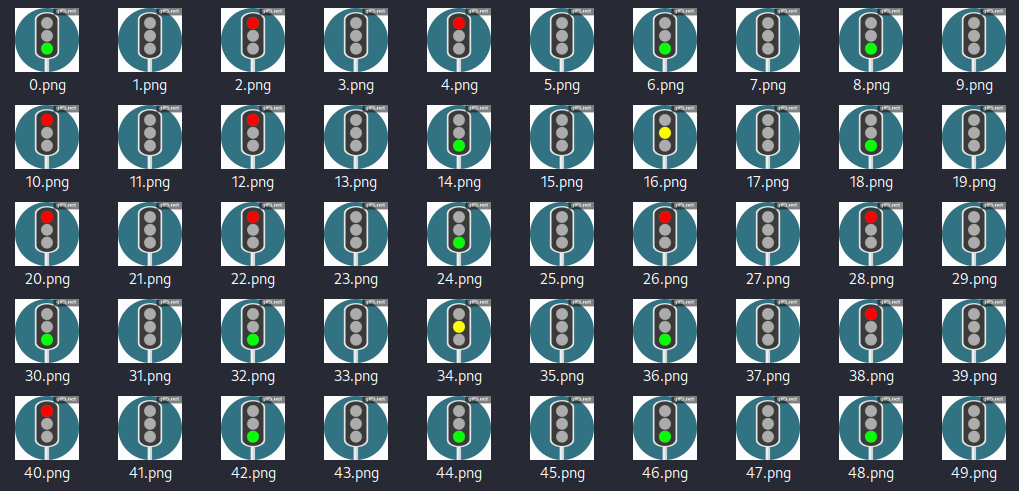 0.png 1.png 2.png 3.png 4.png 5.png 6.png 7.png 8.png 9.png
10.png 11.png 12.png 13.png 14.png 15.png 16.png 17.png 18.png 19.png
20.png 21.png 22.png 23.png 24.png 25.png 26.png 27.png 28.png 29.png
30.png 31.png 32.png 33.png 34.png 35.png 36.png 37.png 38.png 39.png
40.png 41.png 42.png 43.png 44.png 45.png 46.png 47.png 48.png 49.png